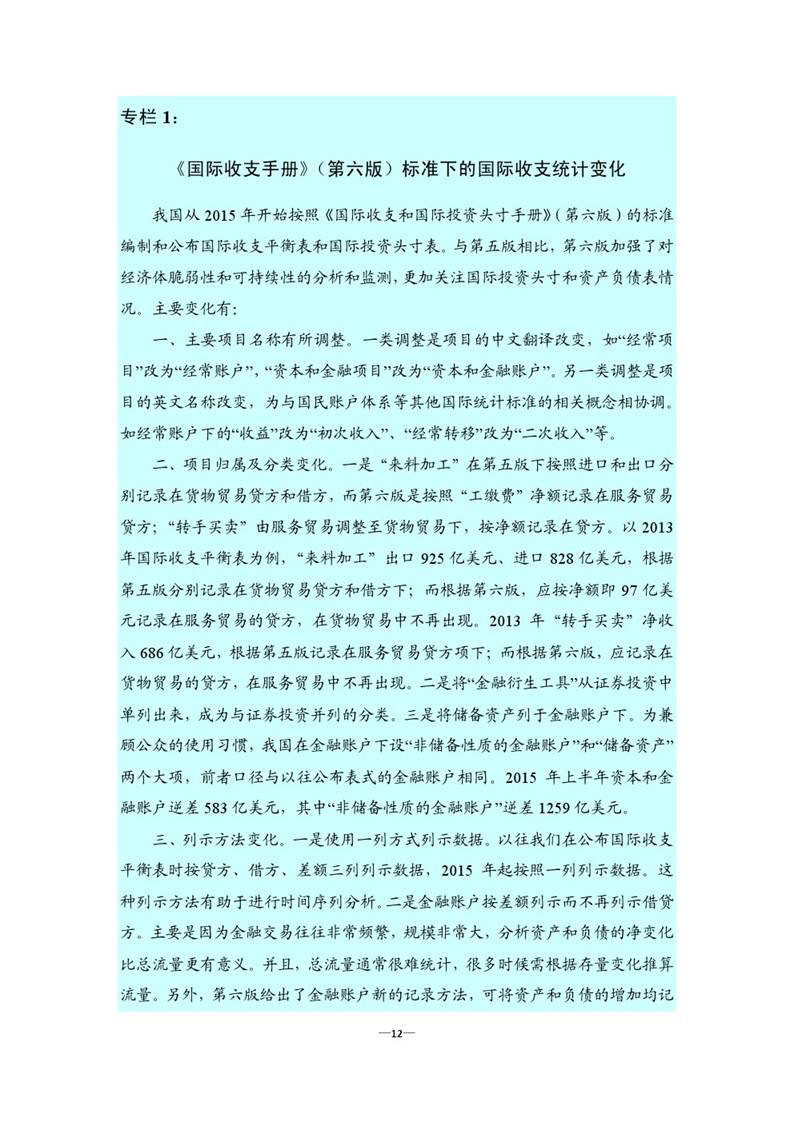 专栏 1：
《国际收支手册》（第六版）标准下的国际收支统计变化
我国从 2015 年开始按照《国际收支和国际投资头寸手册》（第六版）的标准
编制和公布国际收支平衡表和国际投资头寸表。与第五版相比，第六版加强了对
经济体脆弱性和可持续性的分析和监测，更加关注国际投资头寸和资产负债表情
况。主要变化有：
一、主要项目名称有所调整。一类调整是项目的中文翻译改变，如“经常项
目”改为“经常账户”，“资本和金融项目”改为“资本和金融账户”。另一类调整是项
目的英文名称改变，为与国民账户体系等其他国际统计标准的相关概念相协调。
如经常账户下的“收益”改为“初次收入”、“经常转移”改为“二次收入”等。
二、项目归属及分类变化。一是“来料加工”在第五版下按照进口和出口分
别记录在货物贸易贷方和借方，而第六版是按照“工缴费”净额记录在服务贸易
贷方；“转手买卖”由服务贸易调整至货物贸易下，按净额记录在贷方。以 2013
年国际收支平衡表为例，“来料加工”出口 925 亿美元、进口 828 亿美元，根据
第五版分别记录在货物贸易贷方和借方下；而根据第六版，应按净额即 97 亿美
元记录在服务贸易的贷方，在货物贸易中不再出现。2013 年“转手买卖”净收
入 686 亿美元，根据第五版记录在服务贸易贷方项下；而根据第六版，应记录在
货物贸易的贷方，在服务贸易中不再出现。二是将“金融衍生工具”从证券投资中
单列出来，成为与证券投资并列的分类。三是将储备资产列于金融账户下。为兼
顾公众的使用习惯，我国在金融账户下设“非储备性质的金融账户”和“储备资产”
两个大项，前者口径与以往公布表式的金融账户相同。2015 年上半年资本和金
融账户逆差 583 亿美元，其中“非储备性质的金融账户”逆差 1259 亿美元。
三、列示方法变化。一是使用一列方式列示数据。以往我们在公布国际收支
平衡表时按贷方、借方、差额三列列示数据，2015 年起按照一列列示数据。这
种列示方法有助于进行时间序列分析。二是金融账户按差额列示而不再列示借贷
方。主要是因为金融交易往往非常频繁，规模非常大，分析资产和负债的净变化
比总流量更有意义。并且，总流量通常很难统计，很多时候需根据存量变化推算
流量。另外，第六版给出了金融账户新的记录方法，可将资产和负债的增加均记
—12—